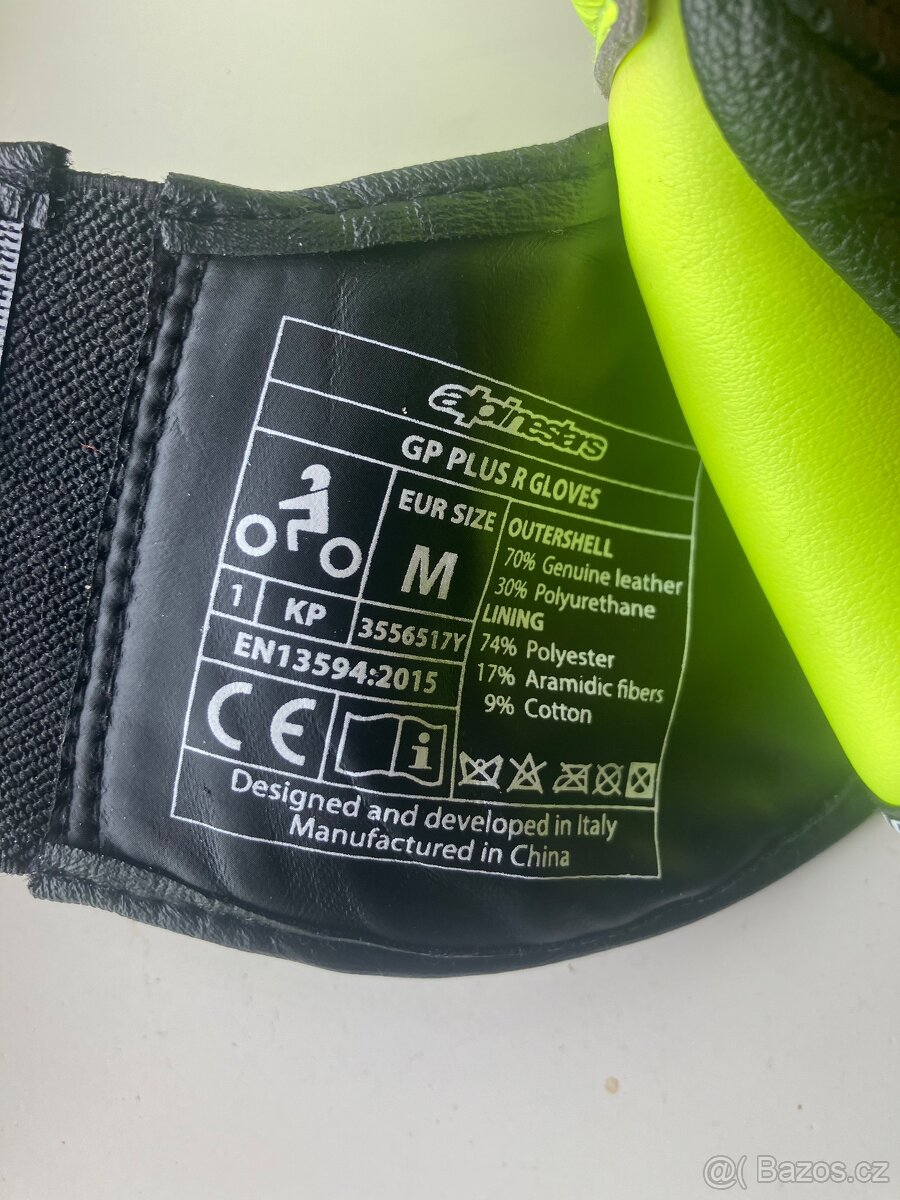 alpinestars
GP PLUS R GLOVES
EUR SIZE
M
1
KP
3556517Y
EN13594:2015
CE
i
OUTERSHELL
70% Genuine leather
30% Polyurethane
LINING
74% Polyester
17% Aramidic fibers
9% Cotton
Designed and developed in Italy
Manufactured in China
@( Bazos.cz